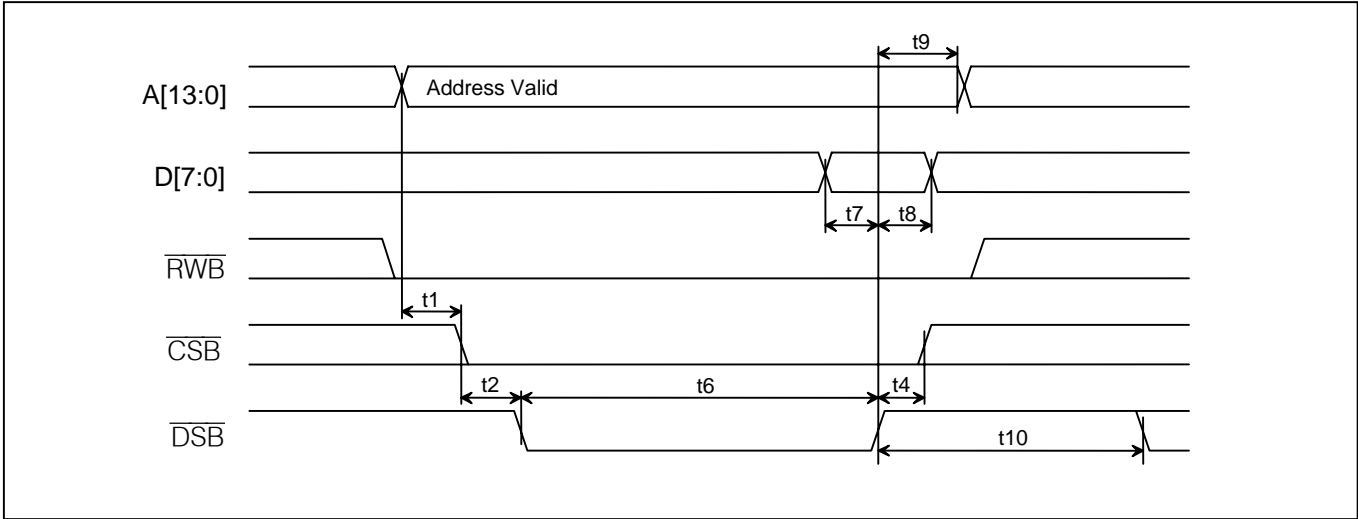 t9
A[13:0]
Address Valid
D[7:0]
t7
t8
RWB
t1
CSB
t2
t6
t4
DSB
t10